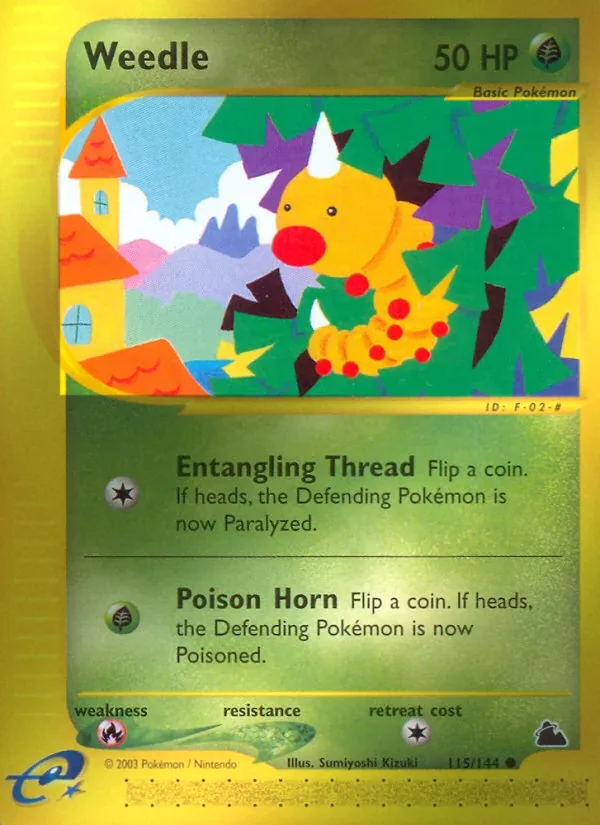 Weedle 50 HP
Basic Pokémon
ID: F-02-#
Entangling Thread Flip a coin.
If heads, the Defending Pokémon is
now Paralyzed.
Poison Horn Flip a coin. If heads,
the Defending Pokémon is now
Poisoned.
weakness resistance retreat cost
© 2003 Pokémon / Nintendo Illus. Sumiyoshi Kizuki 115/144 ●
e